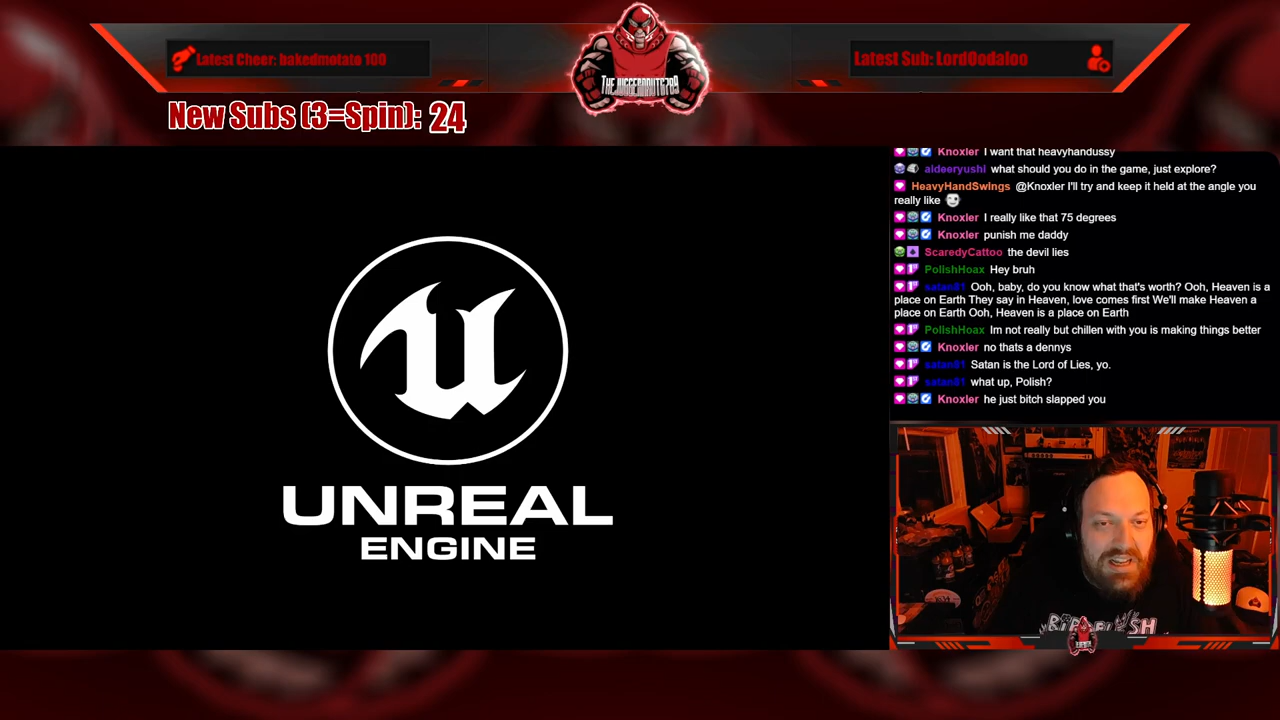 Latest Cheer: bakedmotato 100
THEJUGGERNAUT6789
Latest Sub: LordOodaloo
New Subs (3=Spin): 24
UNREAL
ENGINE
Knoxler I want that heavyhandussy
aideeryushi what should you do in the game, just explore?
HeavyHandSwings @Knoxler I'll try and keep it held at the angle you
really like
Knoxler I really like that 75 degrees
Knoxler punish me daddy
ScaredyCattoo the devil lies
PolishHoax Hey bruh
satan81 Ooh, baby, do you know what that's worth? Ooh, Heaven is a
place on Earth They say in Heaven, love comes first We'll make Heaven a
place on Earth Ooh, Heaven is a place on Earth
PolishHoax Im not really but chillen with you is making things better
Knoxler no thats a dennys
satan81 Satan is the Lord of Lies, yo.
satan81 what up, Polish?
Knoxler he just bitch slapped you